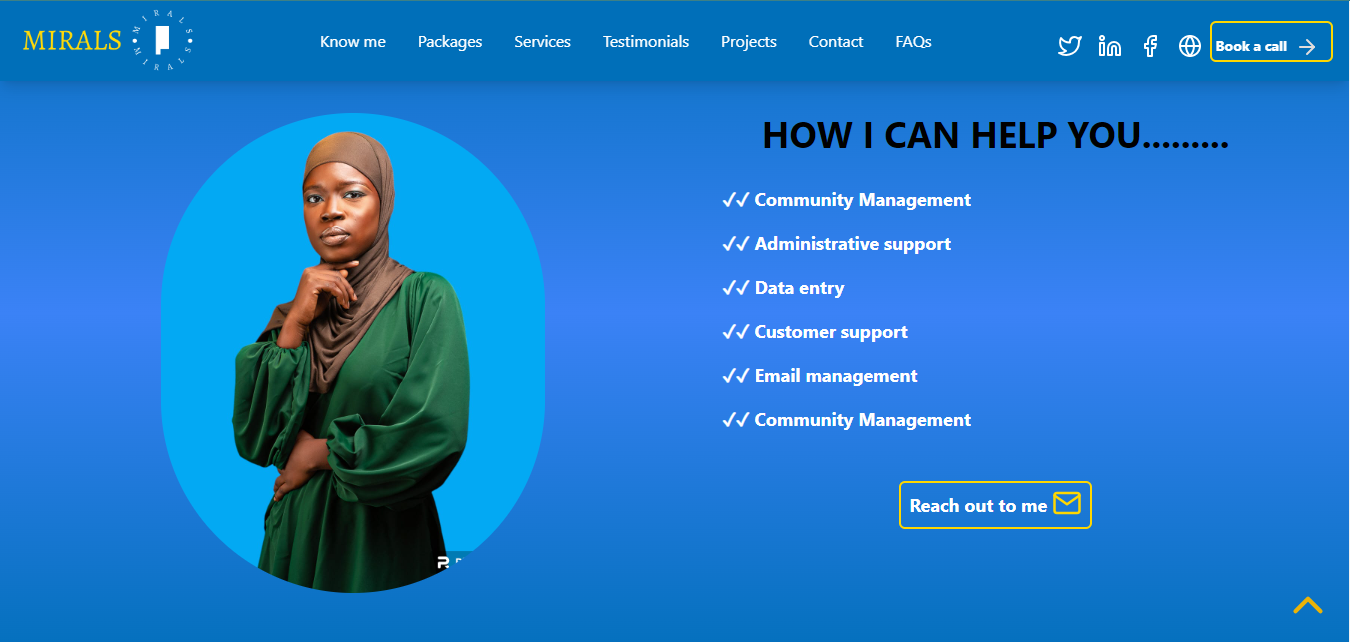 MIRALS
MIRALS MIRALS
Know me
Packages
Services
Testimonials
Projects
Contact
FAQs
Book a call
HOW I CAN HELP YOU.........
✓✓ Community Management
✓✓ Administrative support
✓✓ Data entry
✓✓ Customer support
✓✓ Email management
✓✓ Community Management
Reach out to me